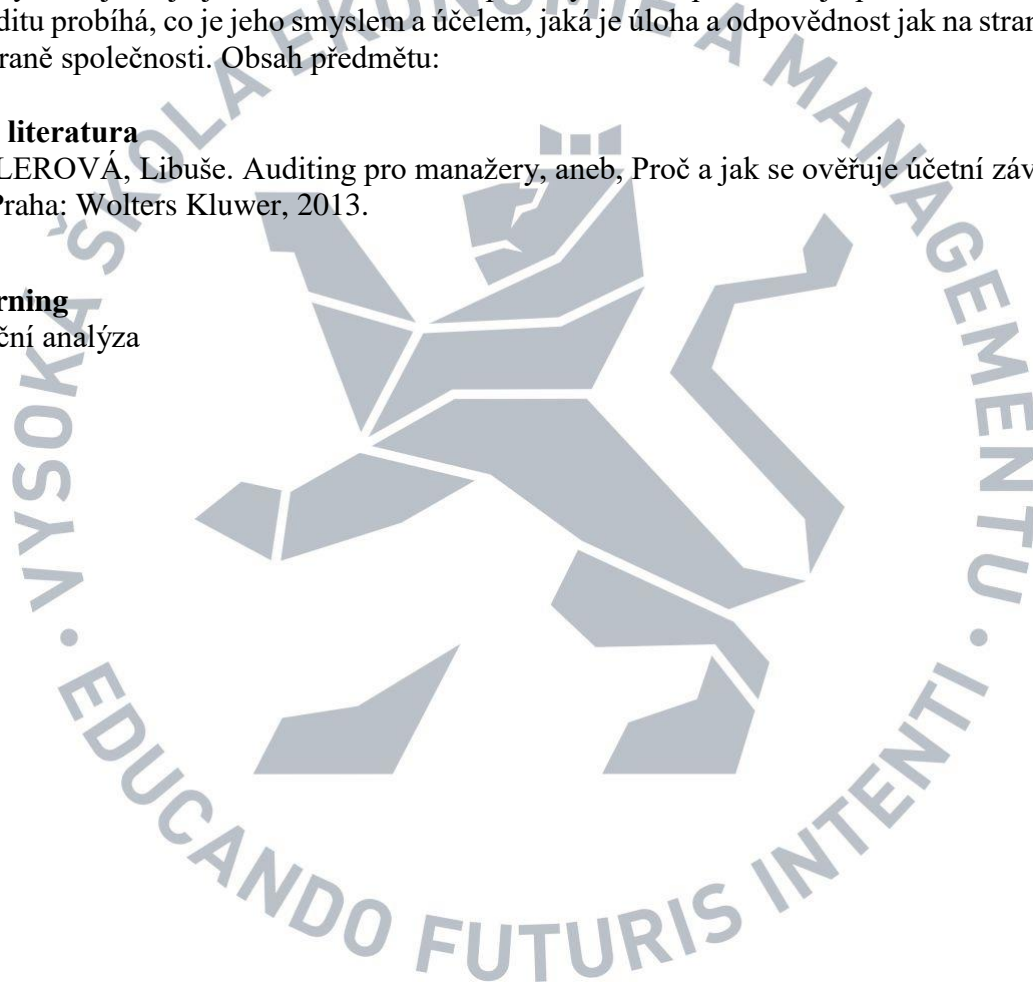 ditu probíhá, co je jeho smyslem a účelem, jaká je úloha a odpovědnost jak na stran
raně společnosti. Obsah předmětu:
literatura
LEROVÁ, Libuše. Auditing pro manažery, aneb, Proč a jak se ověřuje účetní záv
Praha: Wolters Kluwer, 2013.
rning
ční analýza
VYSOKÁ ŠKOLA EKONOMIE A MANAGEMENTU
• EDUCANDO FUTURIS INTENTI •